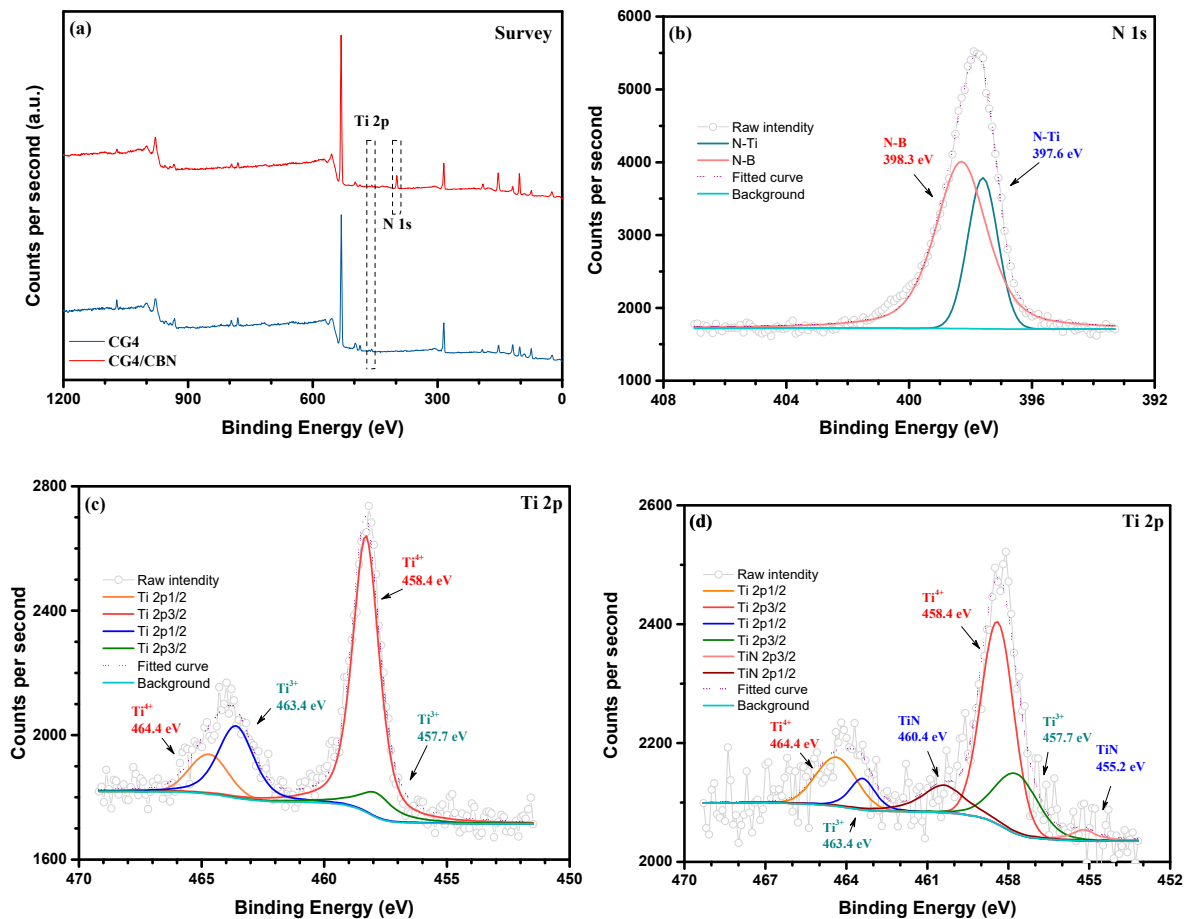 (a)
Survey
Ti 2p
N 1s
CG4
CG4/CBN
Counts per second (a.u.)
1200
900
600
300
0
Binding Energy (eV)
(b)
N 1s
6000
5000
4000
3000
2000
1000
Counts per second
Raw intendity
N-Ti
N-B
Fitted curve
Background
N-B
398.3 eV
N-Ti
397.6 eV
408
404
400
396
392
Binding Energy (eV)
(c)
Ti 2p
2800
2400
2000
1600
Counts per second
Raw intendity
Ti 2p1/2
Ti 2p3/2
Ti 2p1/2
Ti 2p3/2
Fitted curve
Background
Ti⁴⁺
458.4 eV
Ti³⁺
463.4 eV
Ti⁴⁺
464.4 eV
Ti³⁺
457.7 eV
470
465
460
455
450
Binding Energy (eV)
(d)
Ti 2p
2600
2400
2200
2000
Counts per second
Raw intendity
Ti 2p1/2
Ti 2p3/2
Ti 2p1/2
Ti 2p3/2
TiN 2p3/2
TiN 2p1/2
Fitted curve
Background
Ti⁴⁺
458.4 eV
Ti⁴⁺
464.4 eV
TiN
460.4 eV
Ti³⁺
457.7 eV
TiN
455.2 eV
Ti³⁺
463.4 eV
470
467
464
461
458
455
452
Binding Energy (eV)